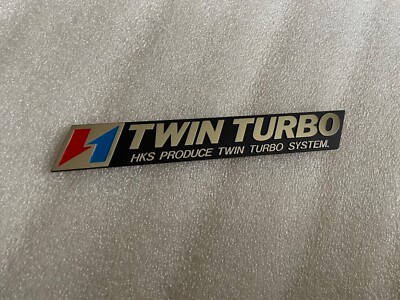 TWIN TURBO
HKS PRODUCE TWIN TURBO SYSTEM.